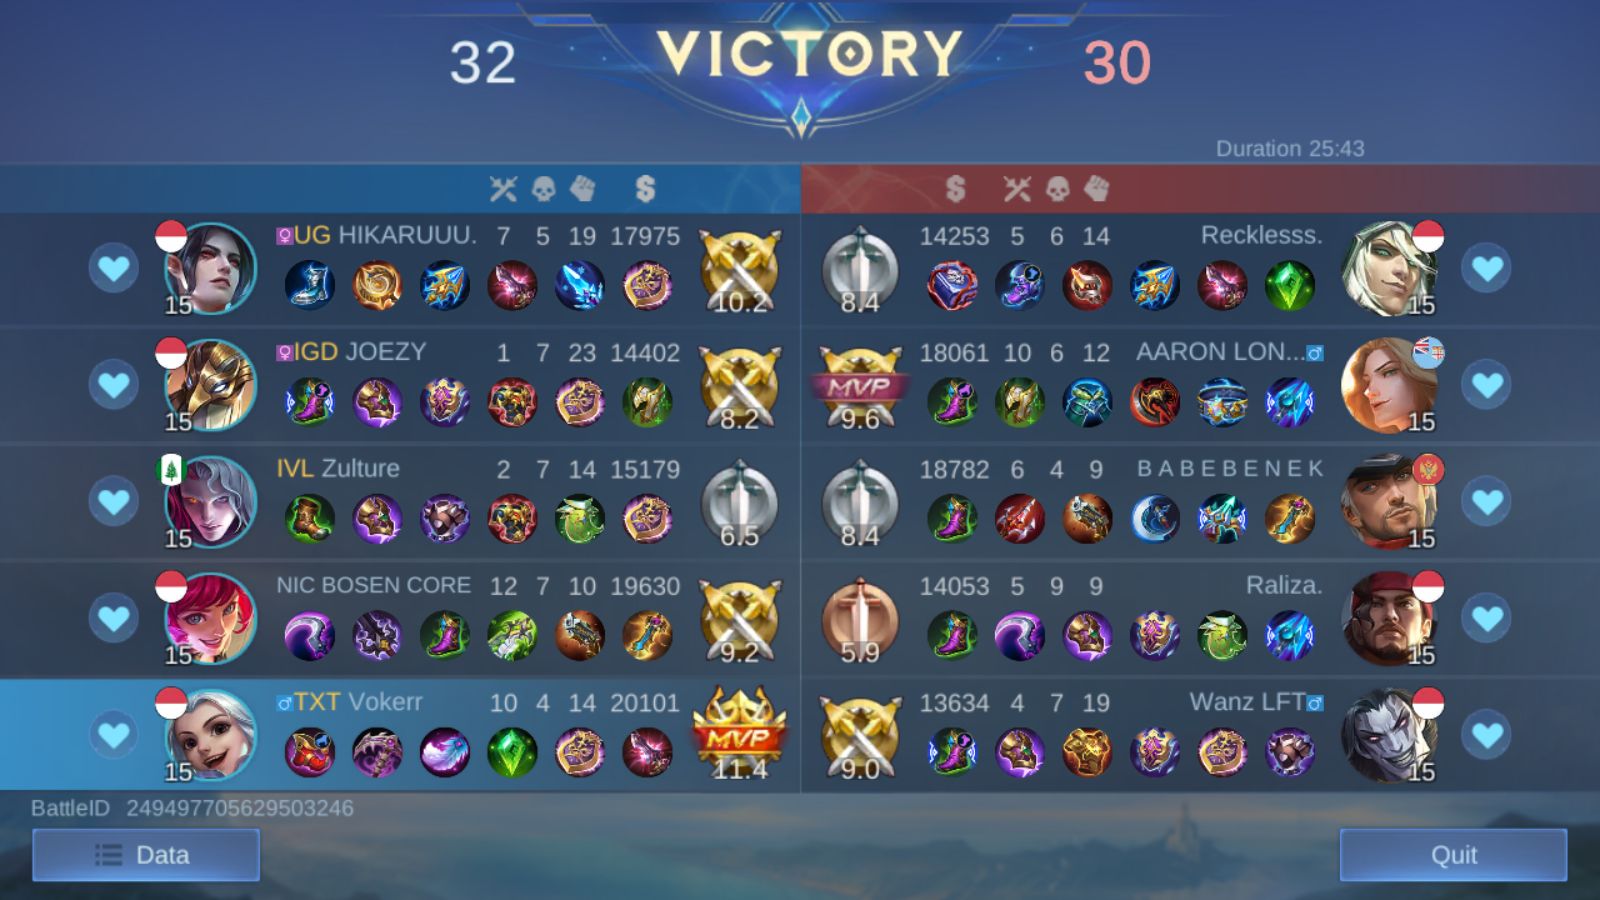 32 VICTORY 30
Duration 25:43
UG HIKARUUU. 7 5 19 17975 10.2 15
8.4 14253 5 6 14 Recklesss. 15
IGD JOEZY 1 7 23 14402 8.2 15
MVP 9.6 18061 10 6 12 AARON LON... 15
IVL Zulture 2 7 14 15179 6.5 15
8.4 18782 6 4 9 B A B E B E N E K 15
NIC BOSEN CORE 12 7 10 19630 9.2 15
5.9 14053 5 9 9 Raliza. 15
TXT Vokerr 10 4 14 20101 MVP 11.4 15
9.0 13634 4 7 19 Wanz LFT 15
BattleID 249497705629503246
Data
Quit